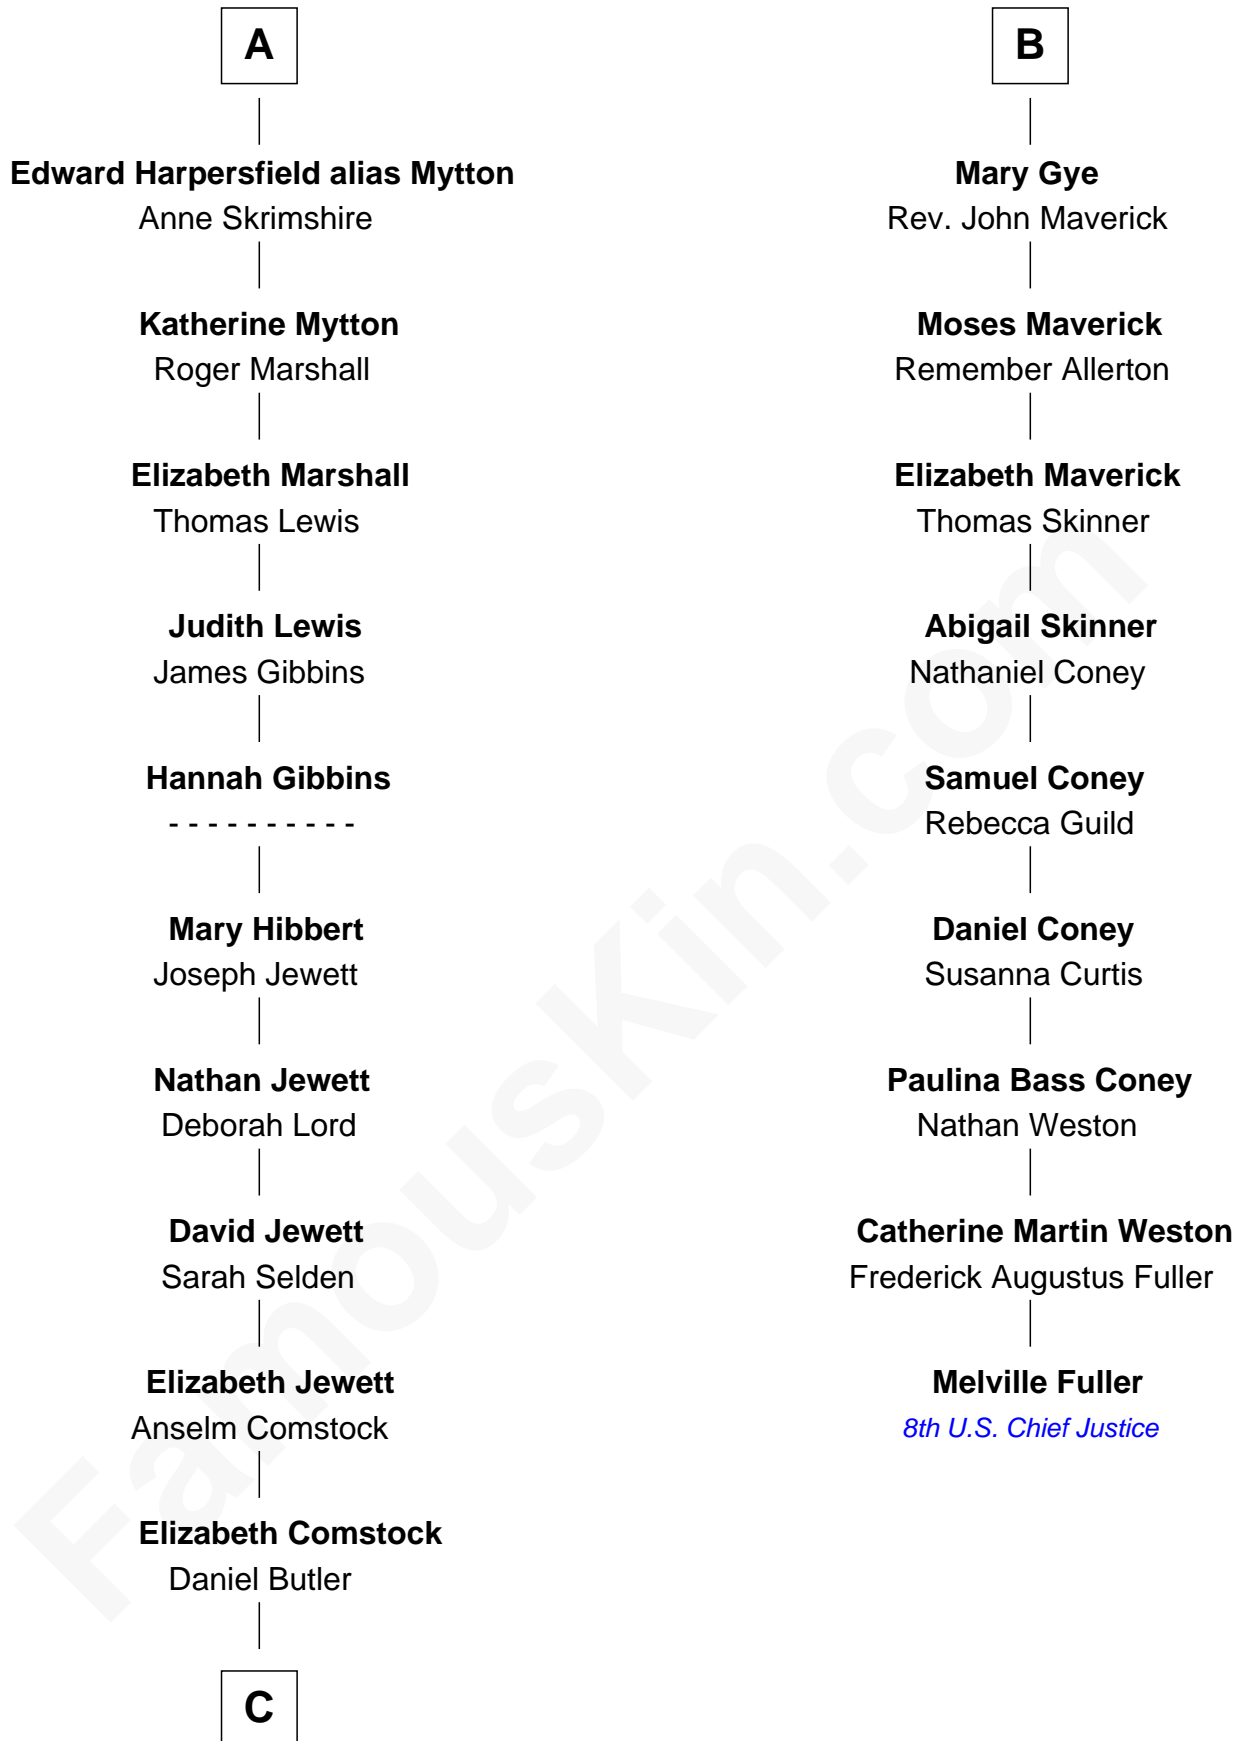 A
Edward Harpersfield alias Mytton
Anne Skrimshire
Katherine Mytton
Roger Marshall
Elizabeth Marshall
Thomas Lewis
Judith Lewis
James Gibbins
Hannah Gibbins
- - - - - - - - - -
Mary Hibbert
Joseph Jewett
Nathan Jewett
Deborah Lord
David Jewett
Sarah Selden
Elizabeth Jewett
Anselm Comstock
Elizabeth Comstock
Daniel Butler
C
B
Mary Gye
Rev. John Maverick
Moses Maverick
Remember Allerton
Elizabeth Maverick
Thomas Skinner
Abigail Skinner
Nathaniel Coney
Samuel Coney
Rebecca Guild
Daniel Coney
Susanna Curtis
Paulina Bass Coney
Nathan Weston
Catherine Martin Weston
Frederick Augustus Fuller
Melville Fuller
8th U.S. Chief Justice
FamousKin.com